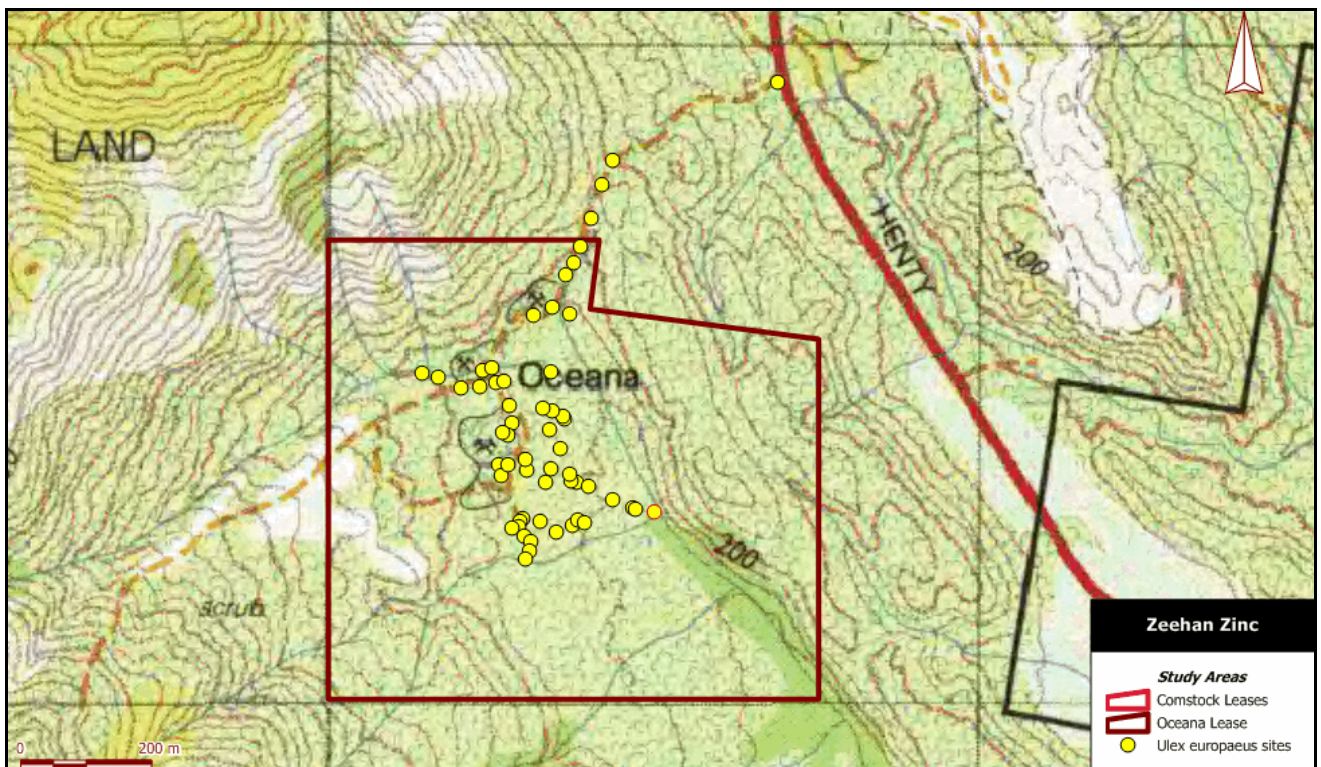 LAND
HENTY
200
Oceana
200
scrub
Zeehan Zinc
Study Areas
Comstock Leases
Oceana Lease
Ulex europaeus sites
0 200 m